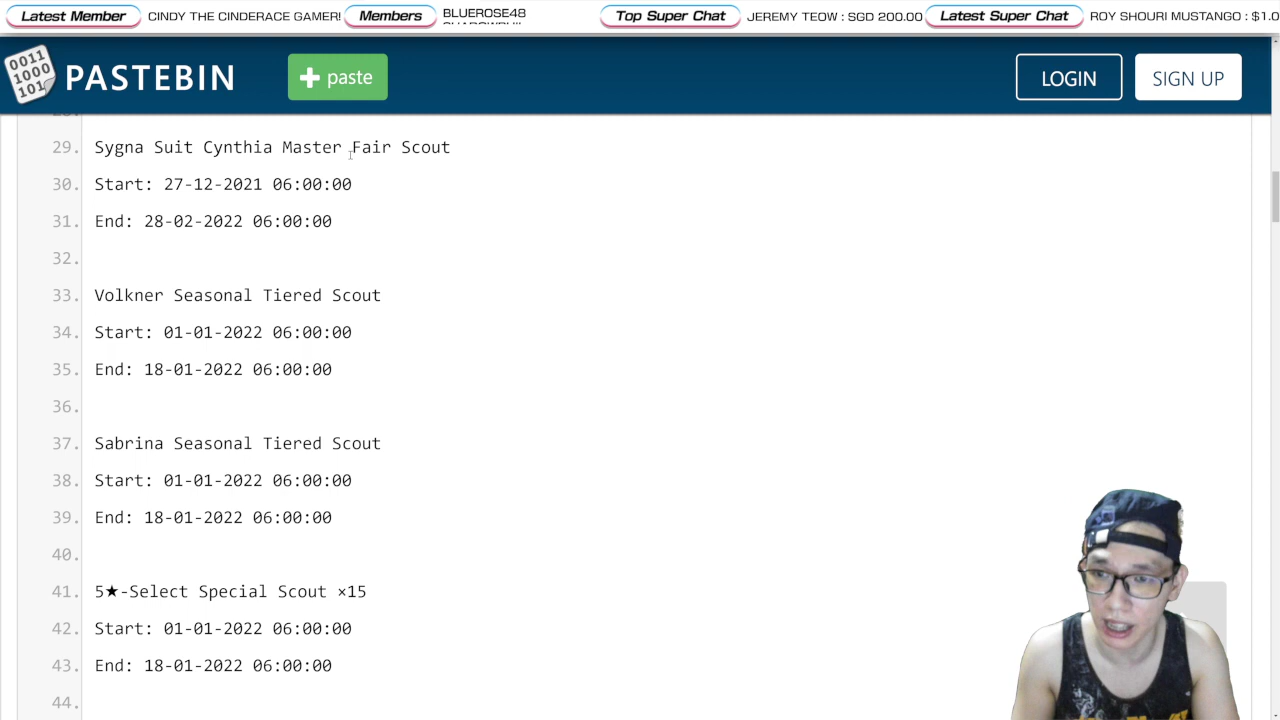 Latest Member CINDY THE CINDERACE GAMER! Members BLUEROSE48 Top Super Chat JEREMY TEOW : SGD 200.00 Latest Super Chat ROY SHOURI MUSTANGO : $1.0
0011
1000
101
PASTEBIN + paste LOGIN SIGN UP
28.
29. Sygna Suit Cynthia Master Fair Scout
30. Start: 27-12-2021 06:00:00
31. End: 28-02-2022 06:00:00
32.
33. Volkner Seasonal Tiered Scout
34. Start: 01-01-2022 06:00:00
35. End: 18-01-2022 06:00:00
36.
37. Sabrina Seasonal Tiered Scout
38. Start: 01-01-2022 06:00:00
39. End: 18-01-2022 06:00:00
40.
41. 5★-Select Special Scout ×15
42. Start: 01-01-2022 06:00:00
43. End: 18-01-2022 06:00:00
44.